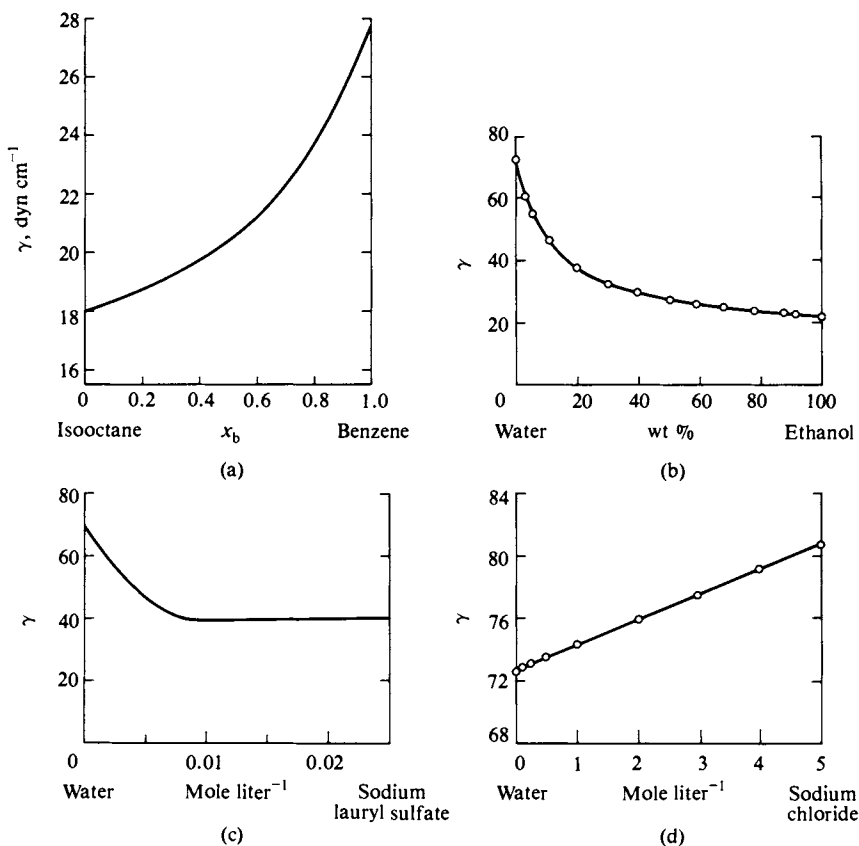 28
26
24
γ, dyn cm⁻¹
22
20
18
16
0 0.2 0.4 0.6 0.8 1.0
Isooctane x_b Benzene
(a)
80
60
γ
40
20
0
20 40 60 80 100
Water wt % Ethanol
(b)
80
60
γ
40
20
0 0.01 0.02
Water Mole liter⁻¹ Sodium
lauryl sulfate
(c)
84
80
γ
76
72
68
0 1 2 3 4 5
Water Mole liter⁻¹ Sodium
chloride
(d)